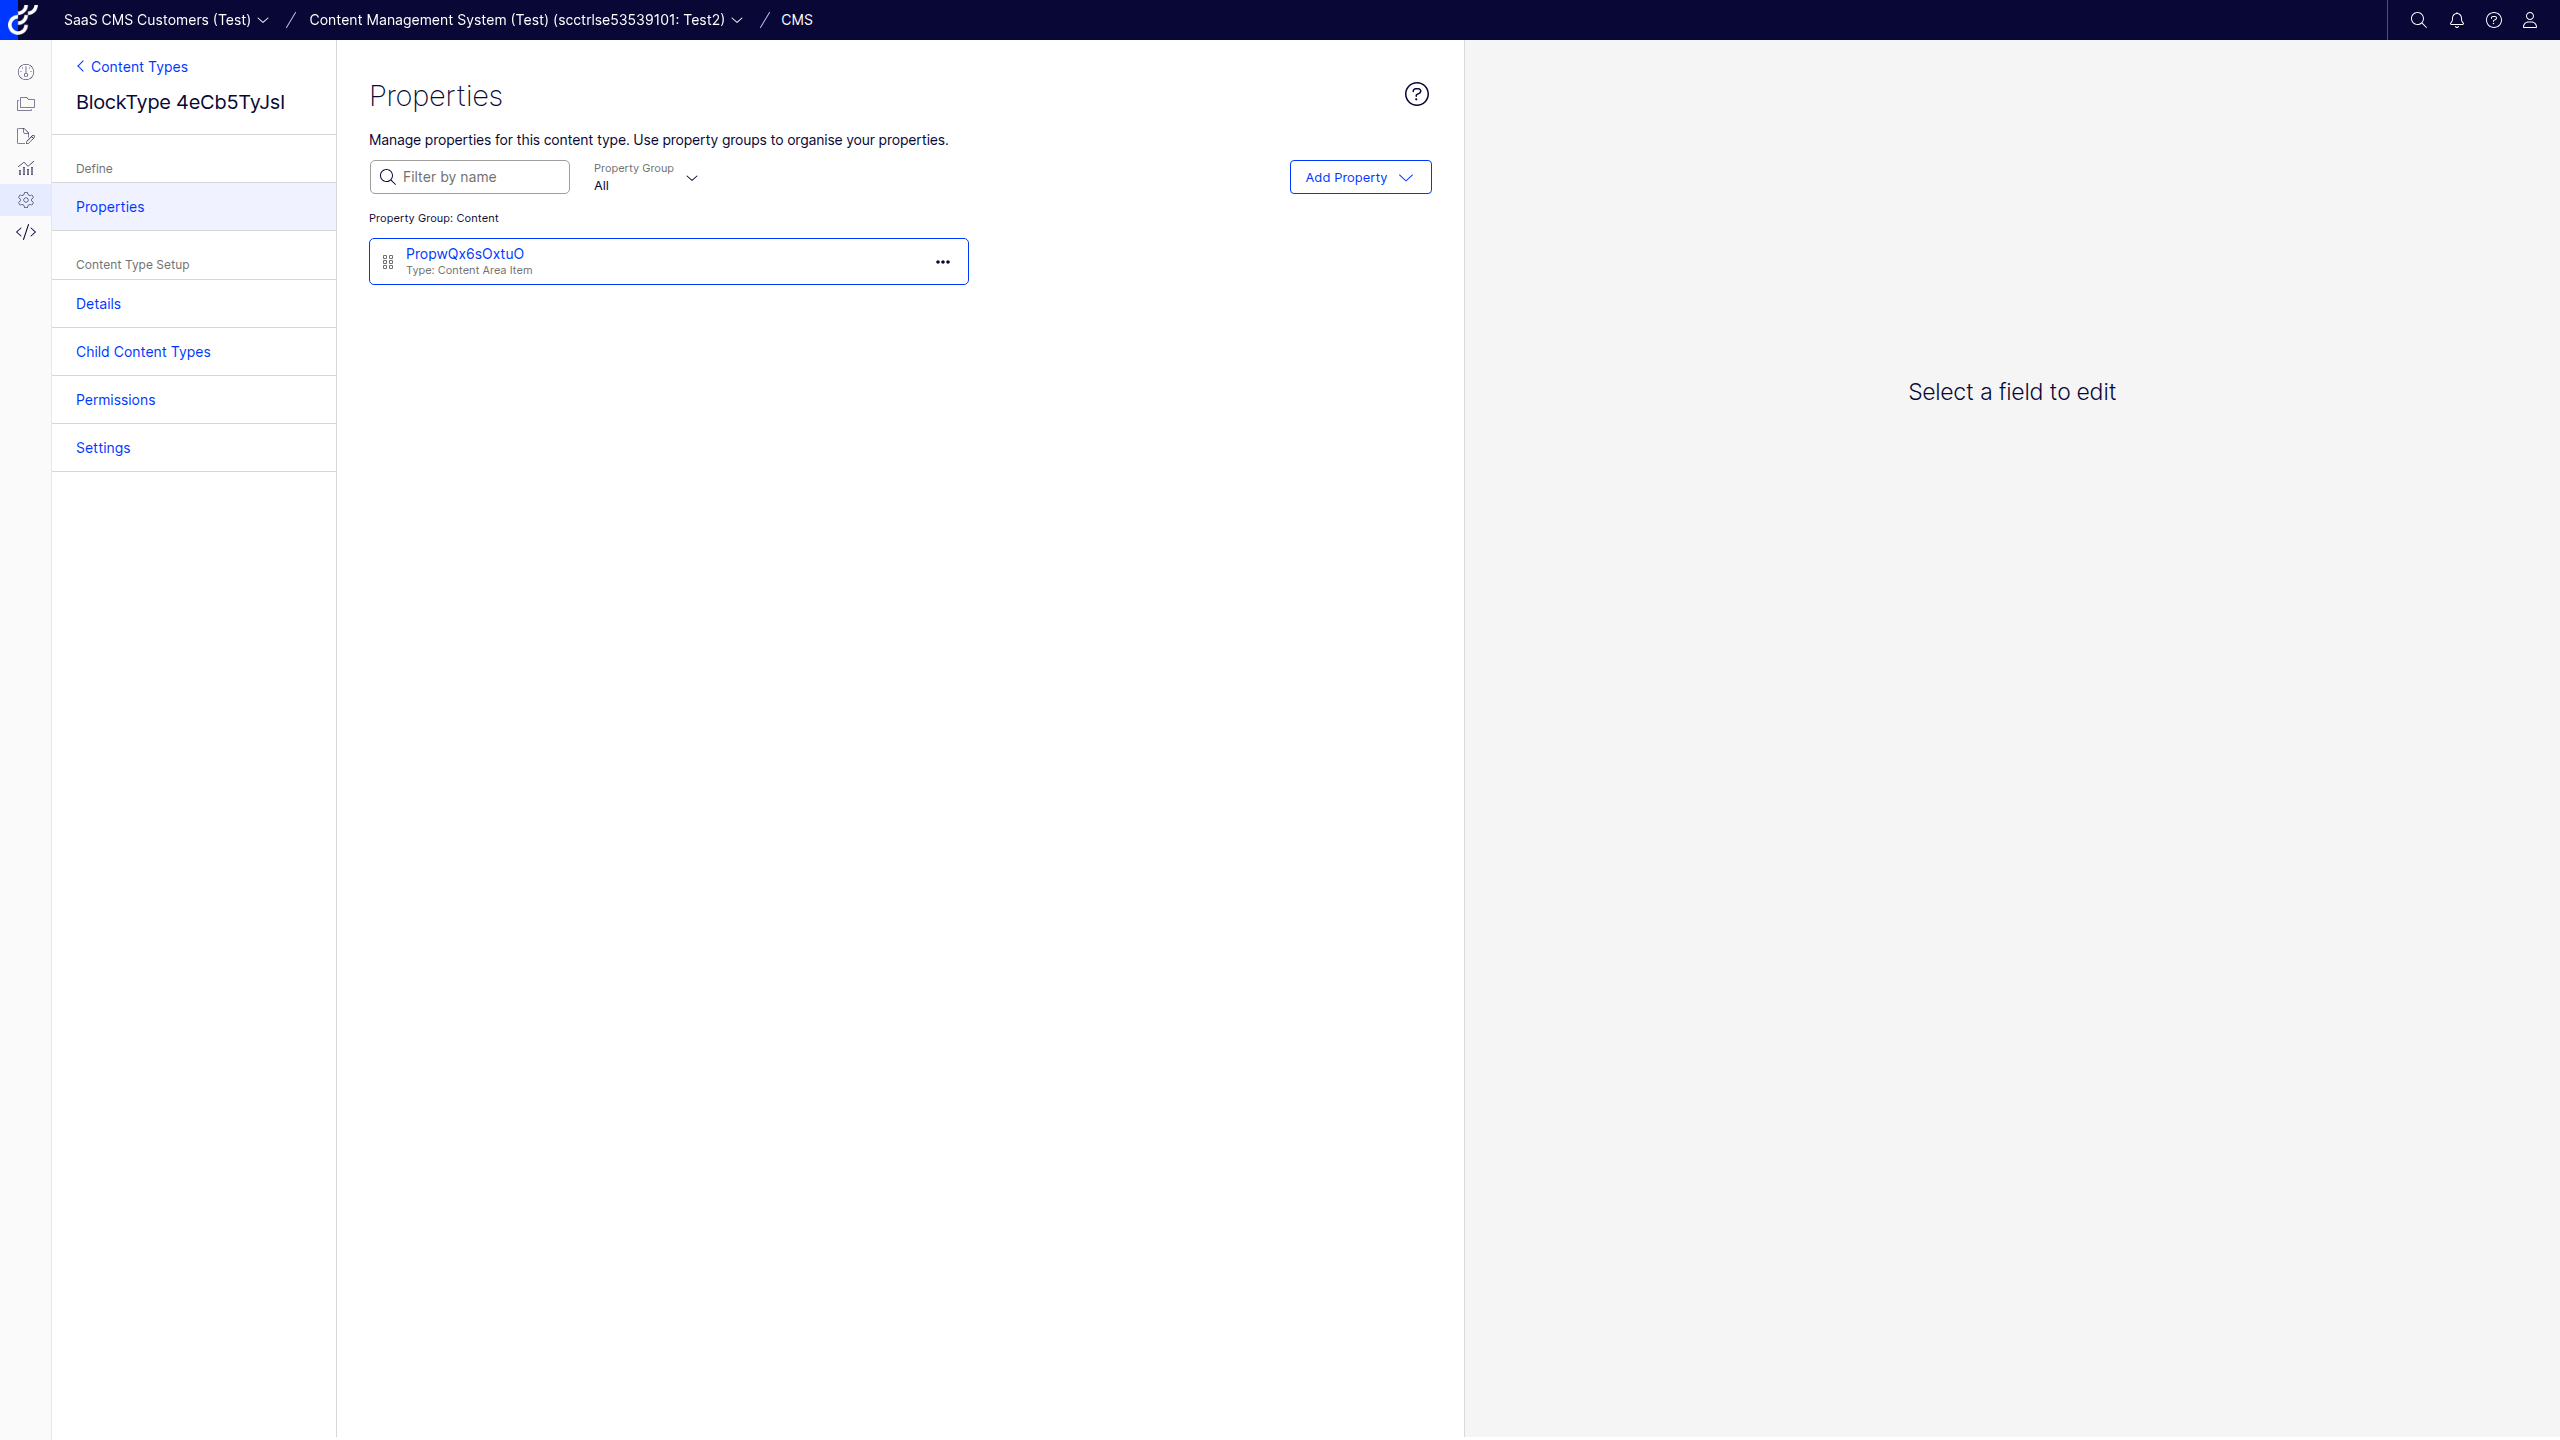 SaaS CMS Customers (Test) / Content Management System (Test) (scctrlse53539101: Test2) / CMS
Content Types
BlockType 4eCb5TyJsI
Define
Properties
Content Type Setup
Details
Child Content Types
Permissions
Settings
Properties
Manage properties for this content type. Use property groups to organise your properties.
Filter by name
Property Group
All
Add Property
Property Group: Content
PropwQx6sOxtuO
Type: Content Area Item
Select a field to edit